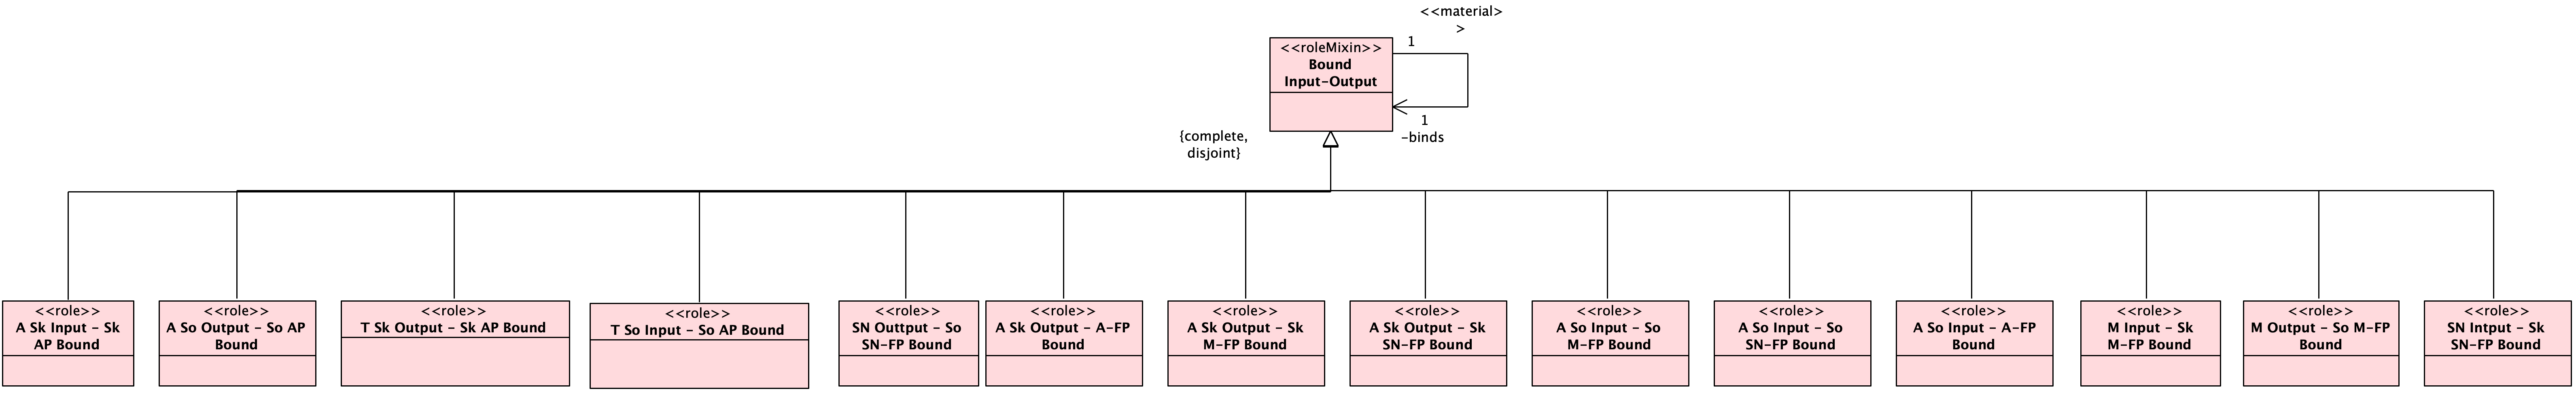 <<material>
>
1
<<roleMixin>>
Bound
Input-Output
1
-binds
{complete,
disjoint}
<<role>>
A Sk Input - Sk
AP Bound
<<role>>
A So Output - So AP
Bound
<<role>>
T Sk Output - Sk AP Bound
<<role>>
T So Input - So AP Bound
<<role>>
SN Outtput - So
SN-FP Bound
<<role>>
A Sk Output - A-FP
Bound
<<role>>
A Sk Output - Sk
M-FP Bound
<<role>>
A Sk Output - Sk
SN-FP Bound
<<role>>
A So Input - So
M-FP Bound
<<role>>
A So Input - So
SN-FP Bound
<<role>>
A So Input - A-FP
Bound
<<role>>
M Input - Sk
M-FP Bound
<<role>>
M Output - So M-FP
Bound
<<role>>
SN Intput - Sk
SN-FP Bound